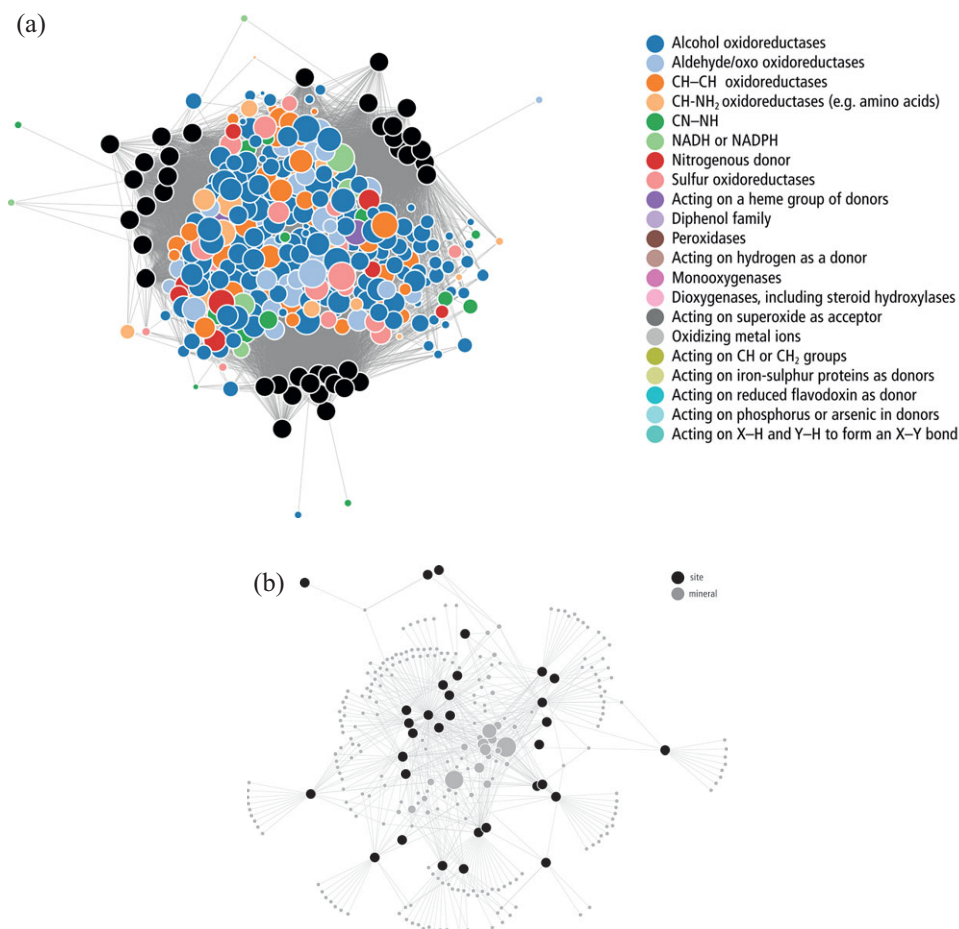 (a)
Alcohol oxidoreductases
Aldehyde/oxo oxidoreductases
CH–CH oxidoreductases
CH-NH₂ oxidoreductases (e.g. amino acids)
CN–NH
NADH or NADPH
Nitrogenous donor
Sulfur oxidoreductases
Acting on a heme group of donors
Diphenol family
Peroxidases
Acting on hydrogen as a donor
Monooxygenases
Dioxygenases, including steroid hydroxylases
Acting on superoxide as acceptor
Oxidizing metal ions
Acting on CH or CH₂ groups
Acting on iron-sulphur proteins as donors
Acting on reduced flavodoxin as donor
Acting on phosphorus or arsenic in donors
Acting on X–H and Y–H to form an X–Y bond
(b)
site
mineral